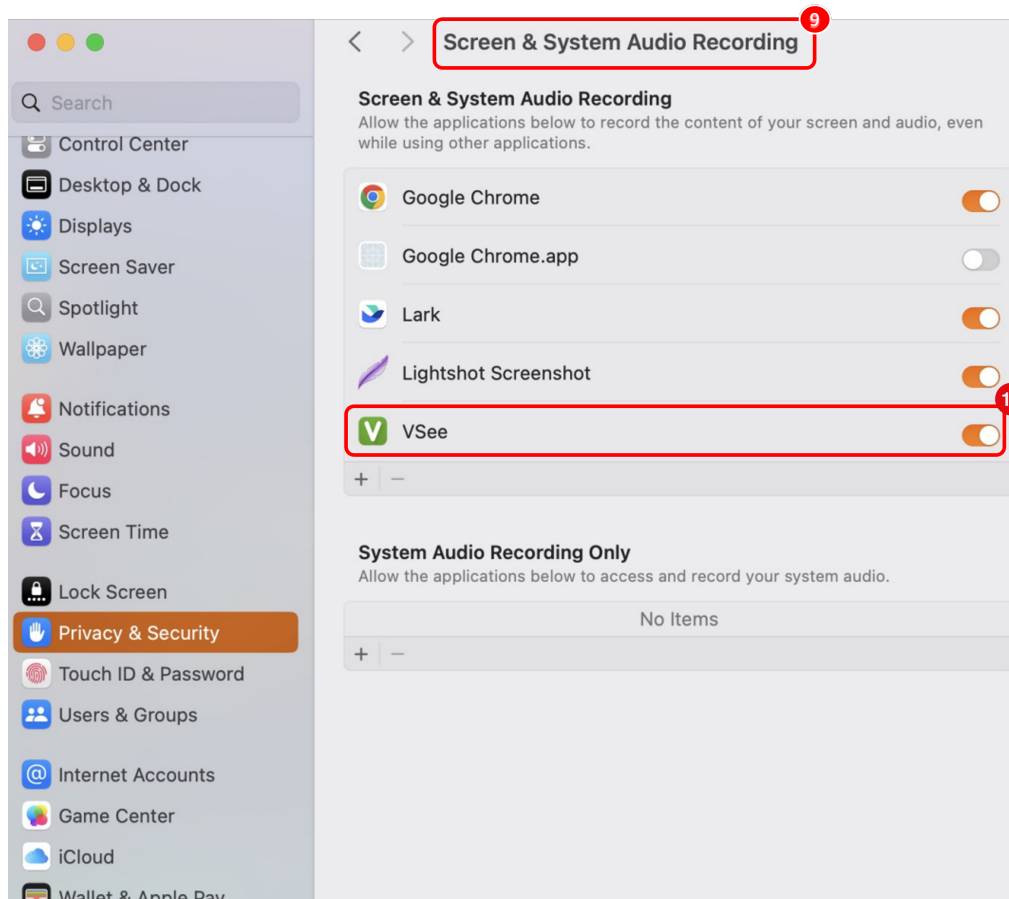 Search
Control Center
Desktop & Dock
Displays
Screen Saver
Spotlight
Wallpaper
Notifications
Sound
Focus
Screen Time
Lock Screen
Privacy & Security
Touch ID & Password
Users & Groups
Internet Accounts
Game Center
iCloud
Wallet & Apple Pay
Screen & System Audio Recording
9
Screen & System Audio Recording
Allow the applications below to record the content of your screen and audio, even
while using other applications.
Google Chrome
Google Chrome.app
Lark
Lightshot Screenshot
V VSee
System Audio Recording Only
Allow the applications below to access and record your system audio.
No Items